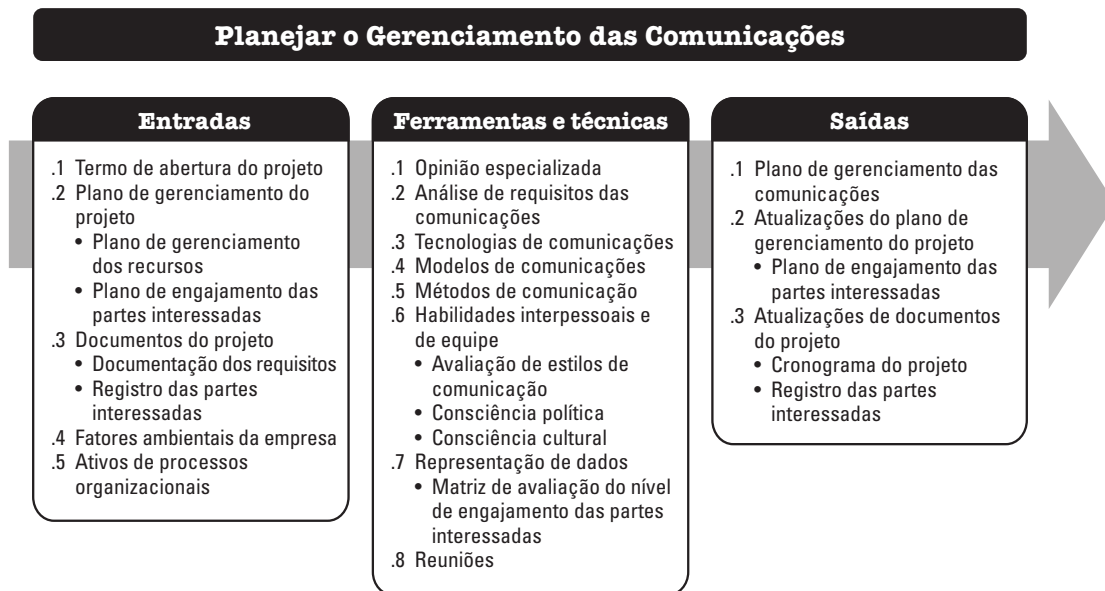 Planejar o Gerenciamento das Comunicações
Entradas
.1 Termo de abertura do projeto
.2 Plano de gerenciamento do
projeto
• Plano de gerenciamento
dos recursos
• Plano de engajamento das
partes interessadas
.3 Documentos do projeto
• Documentação dos requisitos
• Registro das partes
interessadas
.4 Fatores ambientais da empresa
.5 Ativos de processos
organizacionais
Ferramentas e técnicas
.1 Opinião especializada
.2 Análise de requisitos das
comunicações
.3 Tecnologias de comunicações
.4 Modelos de comunicações
.5 Métodos de comunicação
.6 Habilidades interpessoais e
de equipe
• Avaliação de estilos de
comunicação
• Consciência política
• Consciência cultural
.7 Representação de dados
• Matriz de avaliação do nível
de engajamento das partes
interessadas
.8 Reuniões
Saídas
.1 Plano de gerenciamento das
comunicações
.2 Atualizações do plano de
gerenciamento do projeto
• Plano de engajamento das
partes interessadas
.3 Atualizações de documentos
do projeto
• Cronograma do projeto
• Registro das partes
interessadas